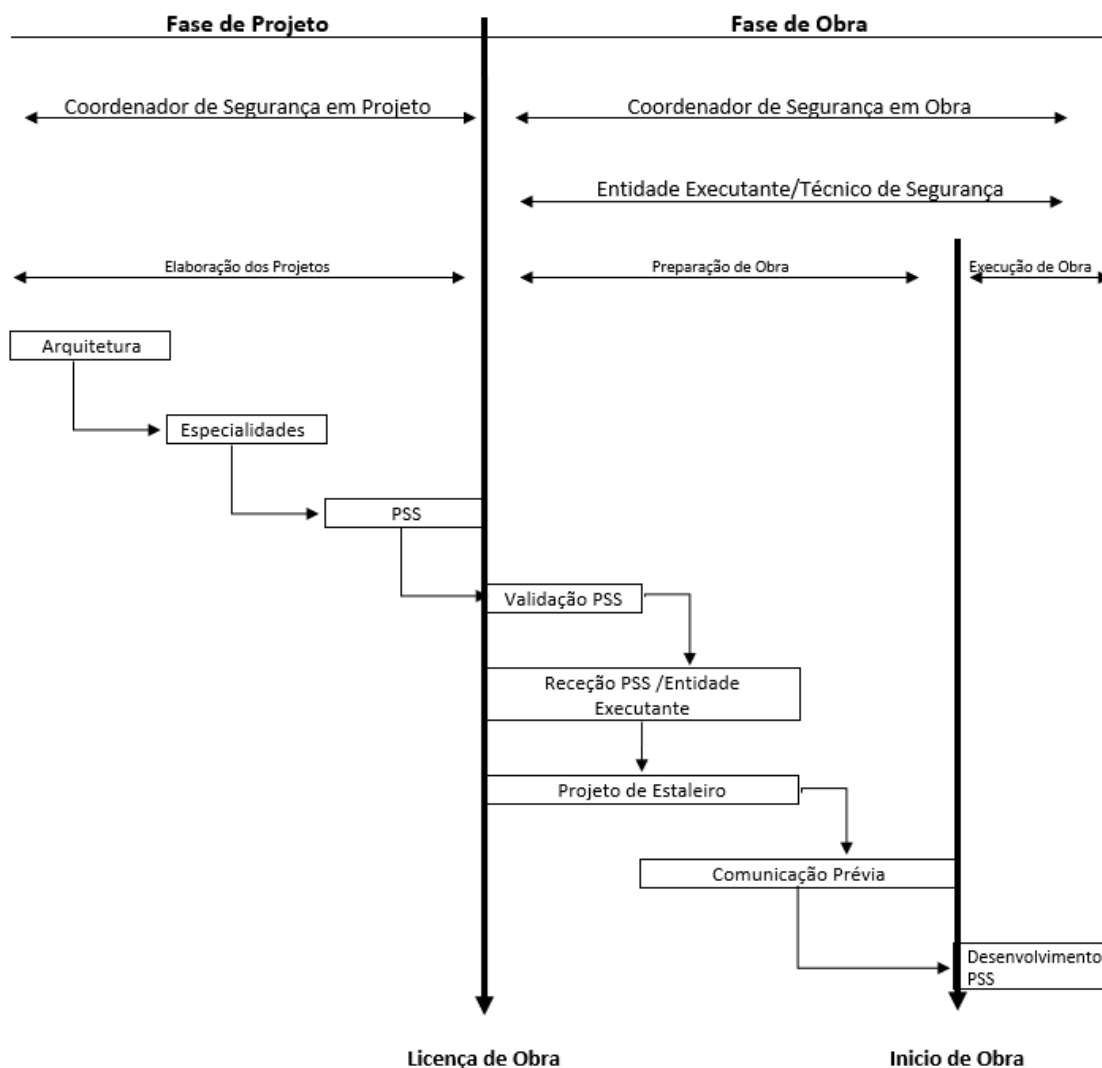 Fase de Projeto
Fase de Obra
Coordenador de Segurança em Projeto
Coordenador de Segurança em Obra
Entidade Executante/Técnico de Segurança
Elaboração dos Projetos
Preparação de Obra
Execução de Obra
Arquitetura
Especialidades
PSS
Validação PSS
Receção PSS /Entidade
Executante
Projeto de Estaleiro
Comunicação Prévia
Desenvolvimento
PSS
Licença de Obra
Inicio de Obra